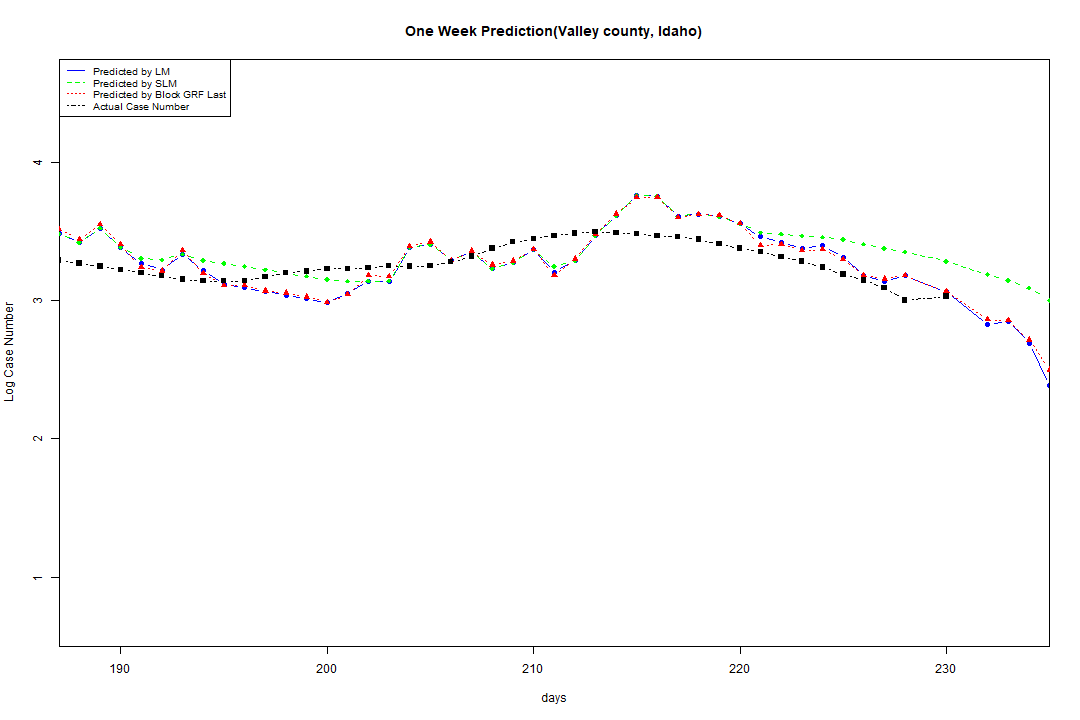 One Week Prediction(Valley county, Idaho)
Predicted by LM
Predicted by SLM
Predicted by Block GRF Last
Actual Case Number
4
3
2
1
Log Case Number
190 200 210 220 230
days